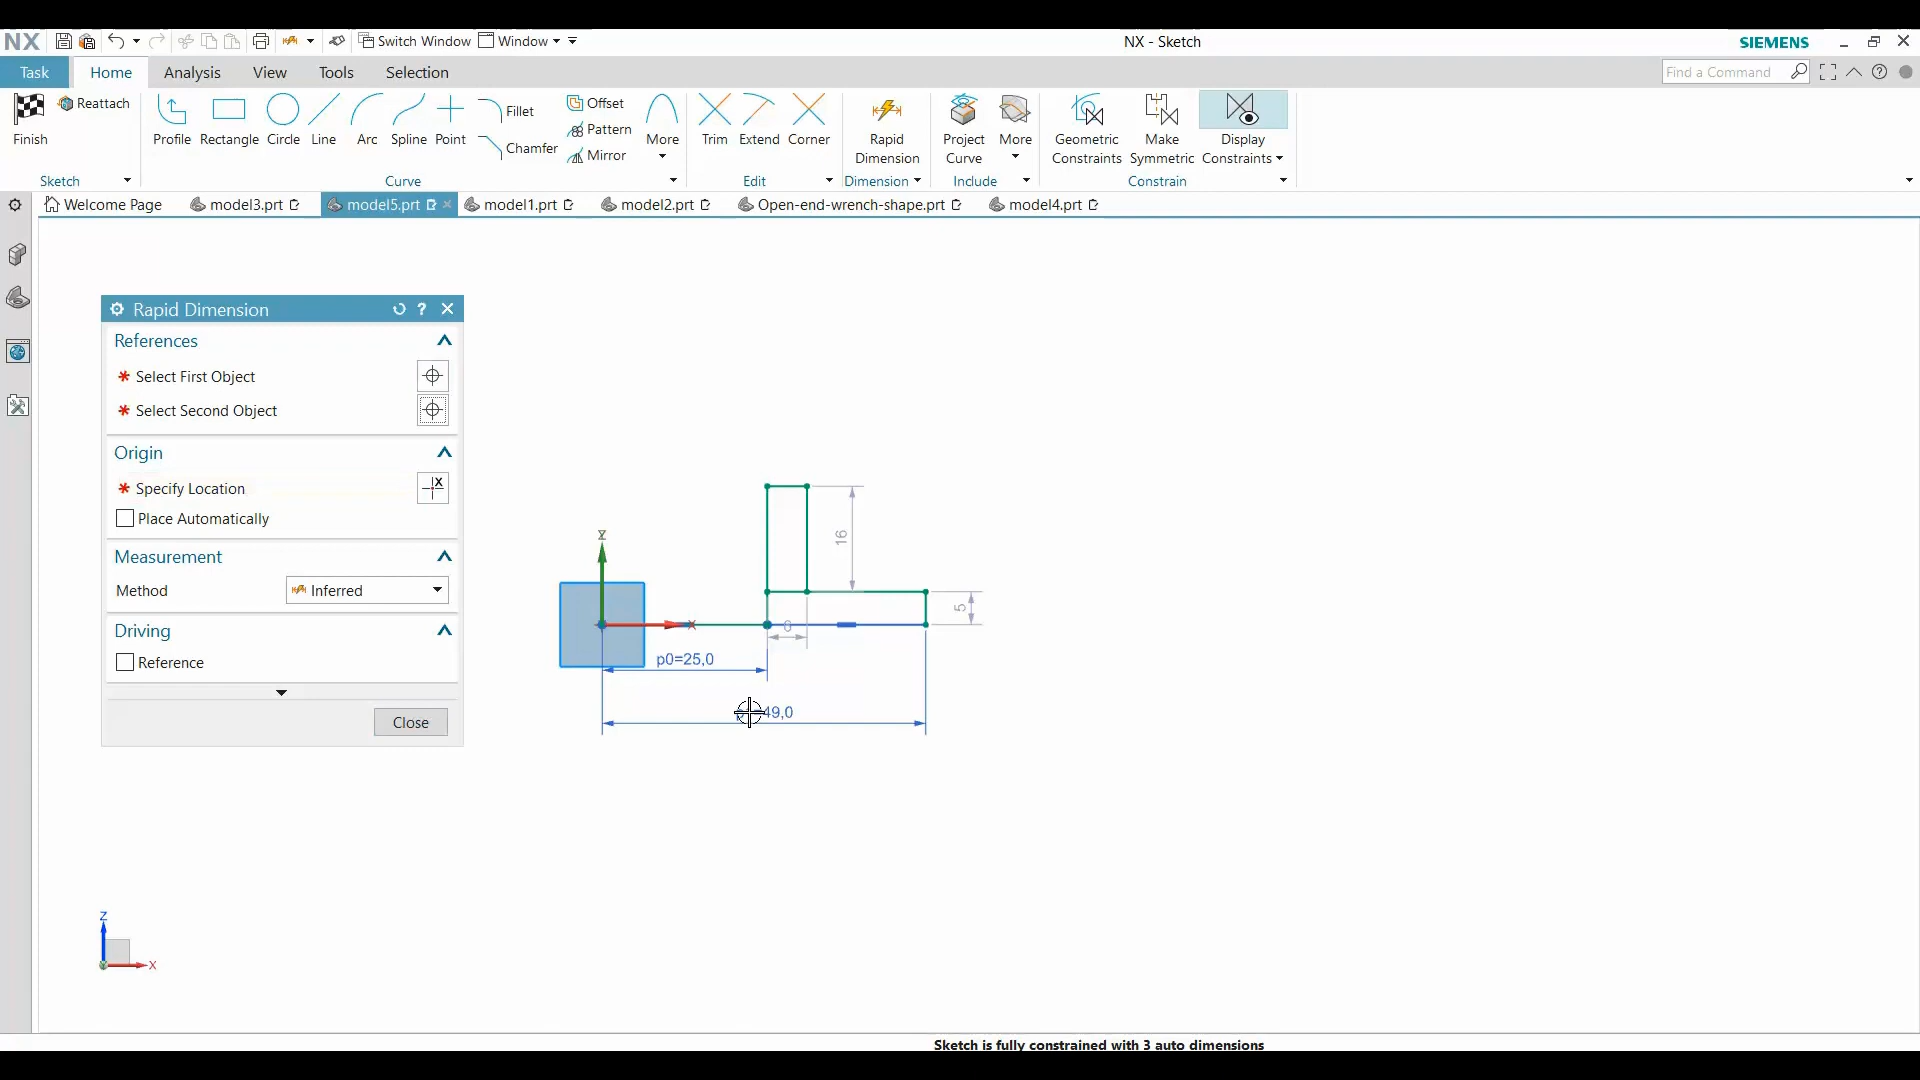 NX Switch Window Window NX - Sketch SIEMENS
Task Home Analysis View Tools Selection Find a Command
Finish Reattach
Profile Rectangle Circle Line Arc Spline Point Fillet Chamfer Offset Pattern Mirror More
Trim Extend Corner
Rapid Dimension
Project Curve More
Geometric Constraints Make Symmetric Display Constraints
Sketch Curve Edit Dimension Include Constrain
Welcome Page model3.prt model5.prt model1.prt model2.prt Open-end-wrench-shape.prt model4.prt
Rapid Dimension
References
* Select First Object
* Select Second Object
Origin
* Specify Location
Place Automatically
Measurement
Method Inferred
Driving
Reference
Close
16
5
X
p0=25,0
49,0
Z
X
Sketch is fully constrained with 3 auto dimensions